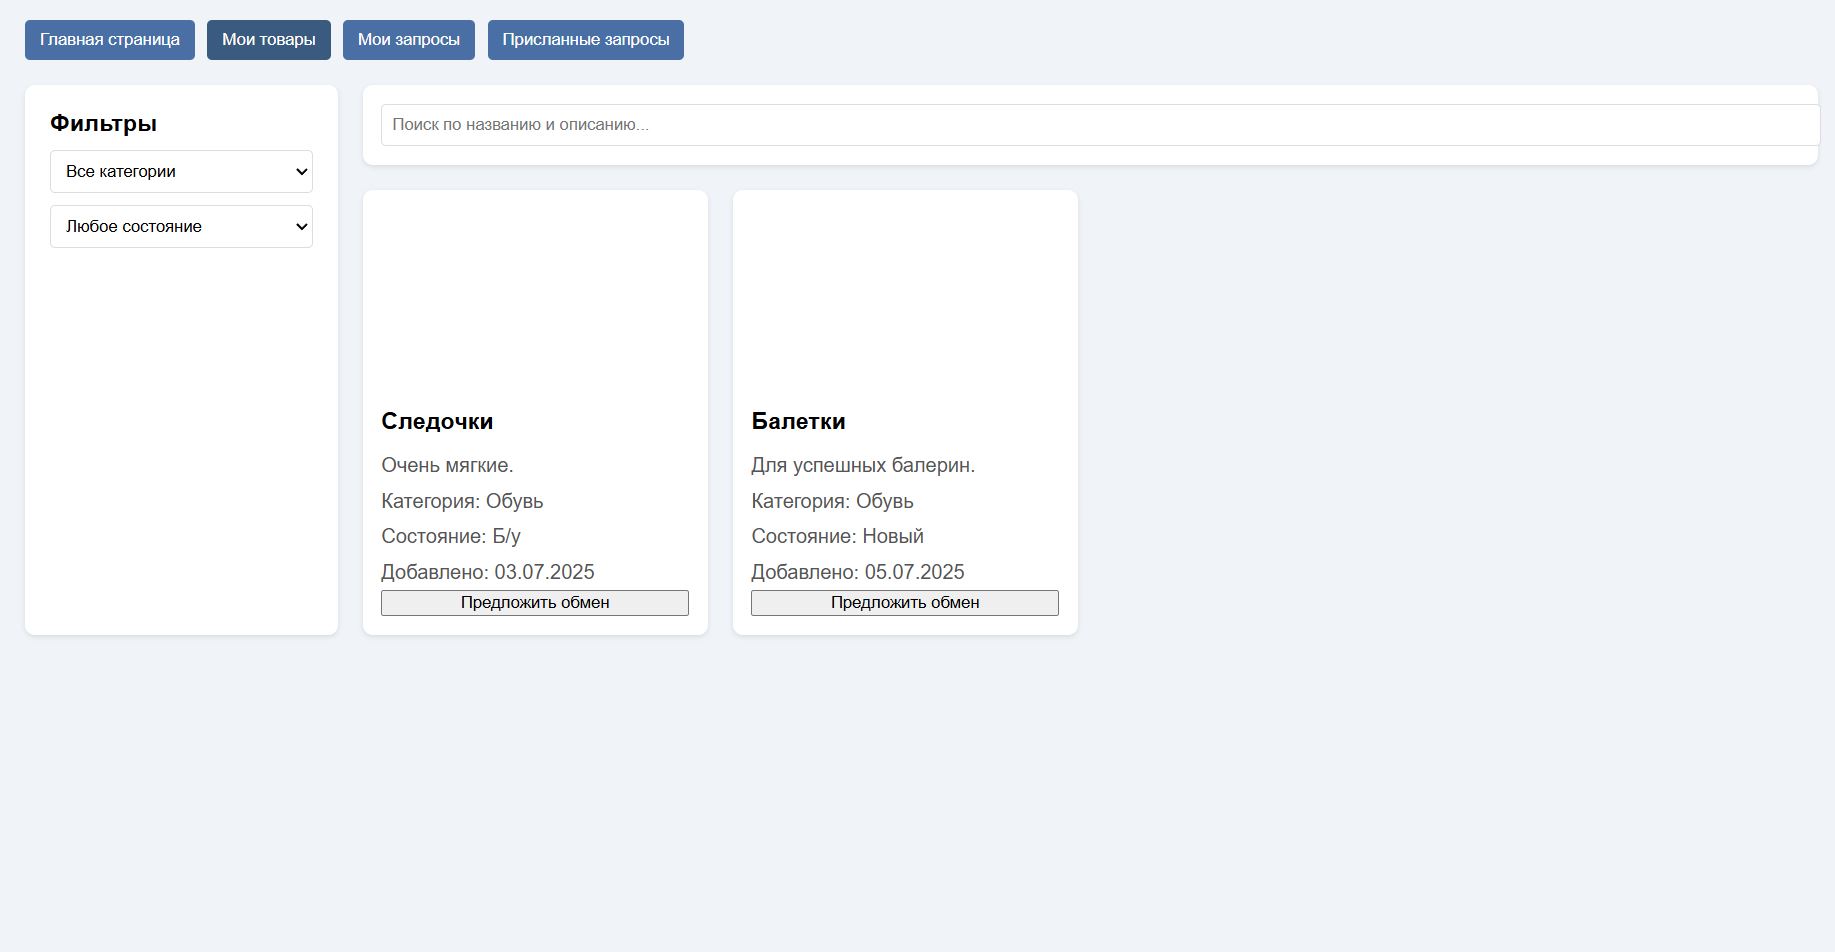 Главная страница
Мои товары
Мои запросы
Присланные запросы
Фильтры
Все категории
Любое состояние
Поиск по названию и описанию...
Следочки
Очень мягкие.
Категория: Обувь
Состояние: Б/у
Добавлено: 03.07.2025
Предложить обмен
Балетки
Для успешных балерин.
Категория: Обувь
Состояние: Новый
Добавлено: 05.07.2025
Предложить обмен